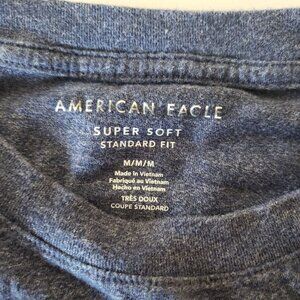 AMERICAN EAGLE
SUPER SOFT
STANDARD FIT
M/M/M
Made in Vietnam
Fabriqué au Vietnam
Hecho en Vietnam
TRÈS DOUX
COUPE STANDARD